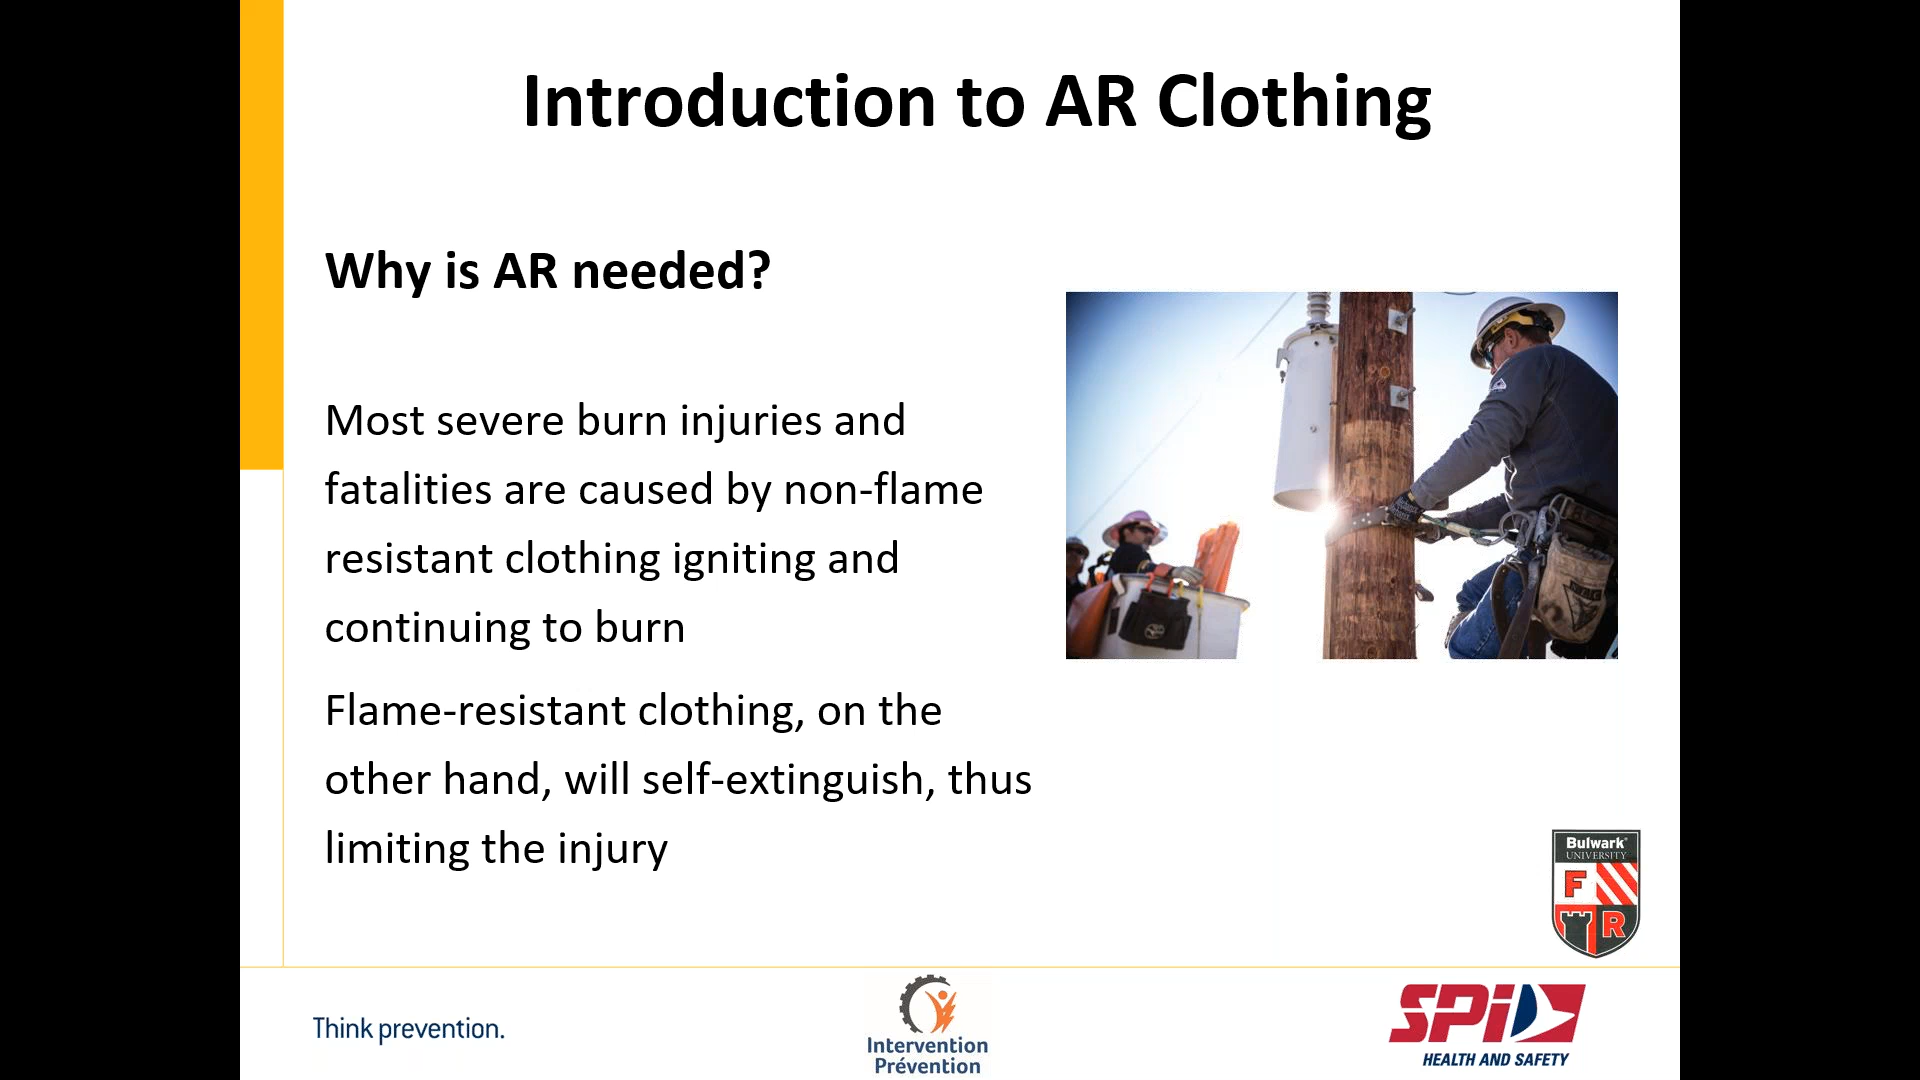 Introduction to AR Clothing
Why is AR needed?
Most severe burn injuries and
fatalities are caused by non-flame
resistant clothing igniting and
continuing to burn
Flame-resistant clothing, on the
other hand, will self-extinguish, thus
limiting the injury
Bulwark®
UNIVERSITY
F
R
Think prevention.
Intervention
Prévention
SPI
HEALTH AND SAFETY